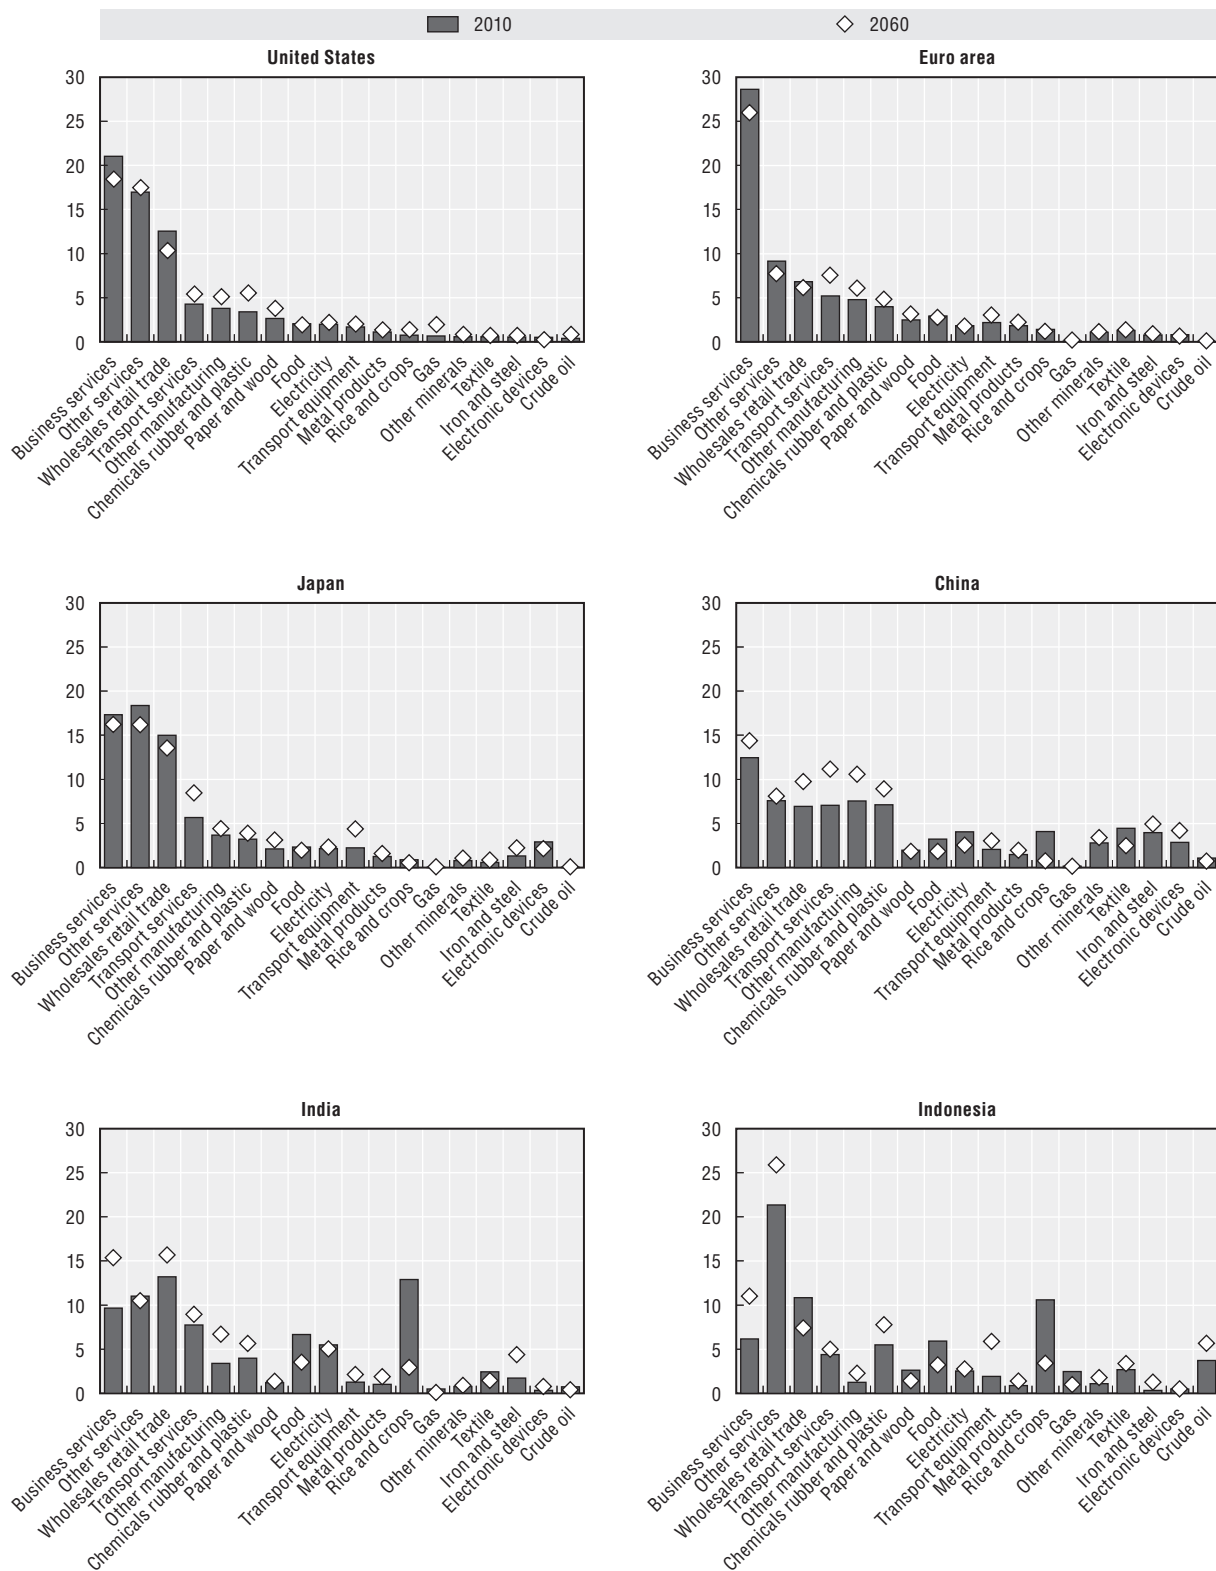 2010 2060
United States
30
25
20
15
10
5
0
Business services
Other services
Wholesales retail trade
Transport services
Other manufacturing
Chemicals rubber and plastic
Paper and wood
Food
Electricity
Transport equipment
Metal products
Rice and crops
Gas
Other minerals
Textile
Iron and steel
Electronic devices
Crude oil
Euro area
30
25
20
15
10
5
0
Business services
Other services
Wholesales retail trade
Transport services
Other manufacturing
Chemicals rubber and plastic
Paper and wood
Food
Electricity
Transport equipment
Metal products
Rice and crops
Gas
Other minerals
Textile
Iron and steel
Electronic devices
Crude oil
Japan
30
25
20
15
10
5
0
Business services
Other services
Wholesales retail trade
Transport services
Other manufacturing
Chemicals rubber and plastic
Paper and wood
Food
Electricity
Transport equipment
Metal products
Rice and crops
Gas
Other minerals
Textile
Iron and steel
Electronic devices
Crude oil
China
30
25
20
15
10
5
0
Business services
Other services
Wholesales retail trade
Transport services
Other manufacturing
Chemicals rubber and plastic
Paper and wood
Food
Electricity
Transport equipment
Metal products
Rice and crops
Gas
Other minerals
Textile
Iron and steel
Electronic devices
Crude oil
India
30
25
20
15
10
5
0
Business services
Other services
Wholesales retail trade
Transport services
Other manufacturing
Chemicals rubber and plastic
Paper and wood
Food
Electricity
Transport equipment
Metal products
Rice and crops
Gas
Other minerals
Textile
Iron and steel
Electronic devices
Crude oil
Indonesia
30
25
20
15
10
5
0
Business services
Other services
Wholesales retail trade
Transport services
Other manufacturing
Chemicals rubber and plastic
Paper and wood
Food
Electricity
Transport equipment
Metal products
Rice and crops
Gas
Other minerals
Textile
Iron and steel
Electronic devices
Crude oil